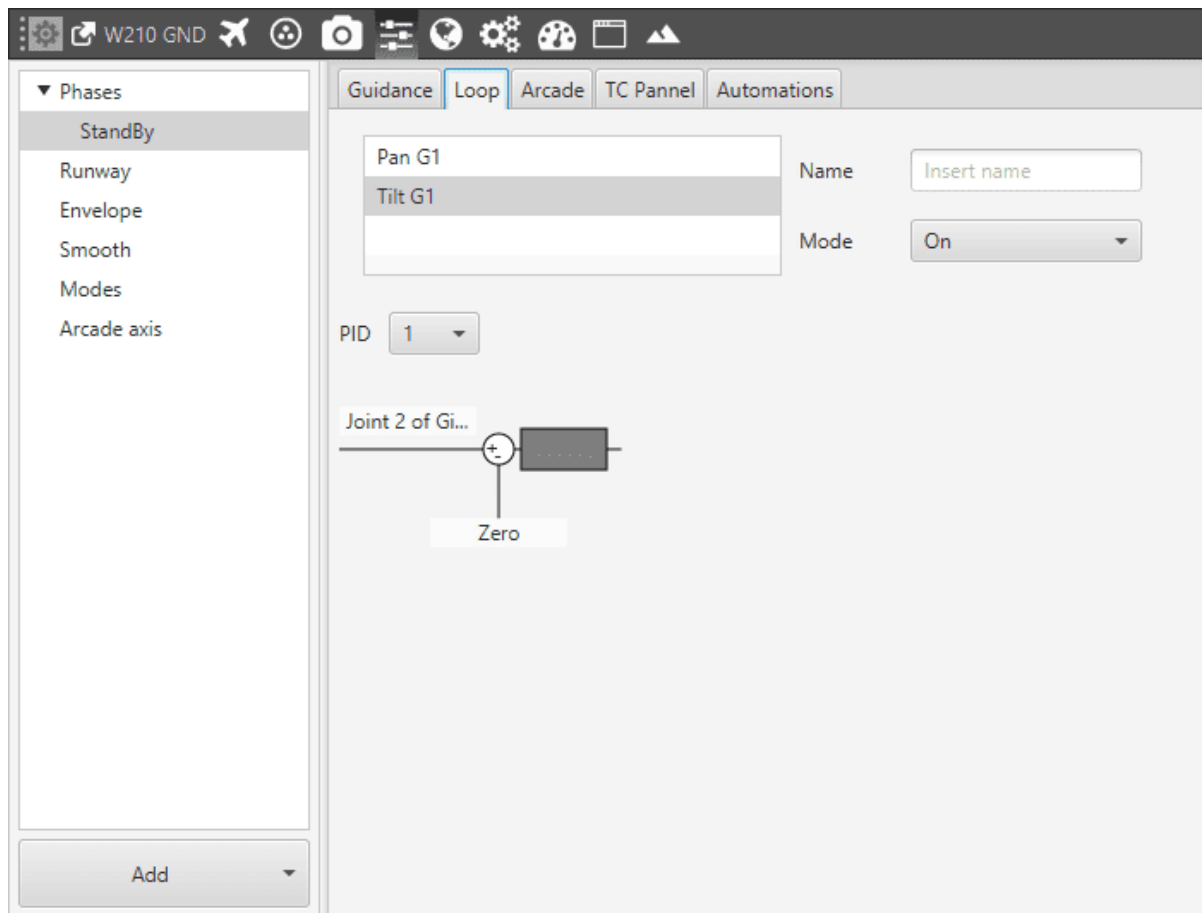 W210 GND
Phases
StandBy
Runway
Envelope
Smooth
Modes
Arcade axis
Add
Guidance Loop Arcade TC Pannel Automations
Pan G1
Tilt G1
Name Insert name
Mode On
PID 1
Joint 2 of Gi...
+ -
Zero